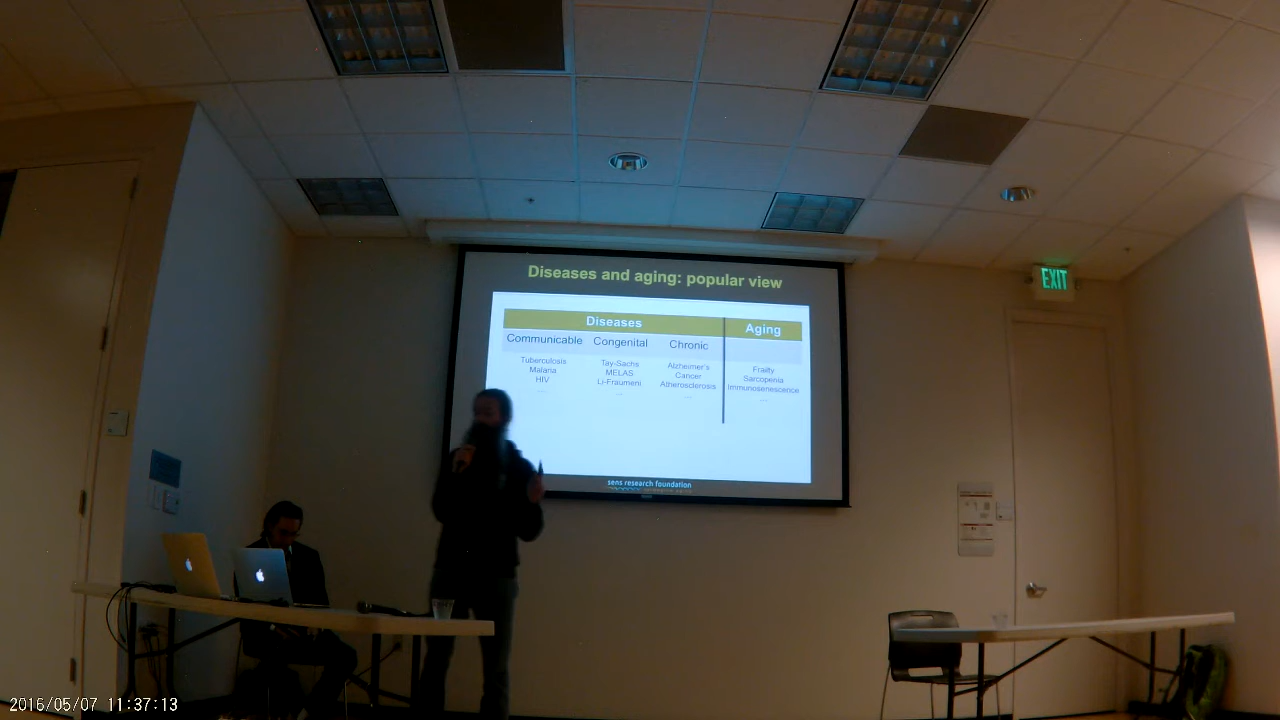 Diseases and aging: popular view
Diseases Aging
Communicable Congenital Chronic
Tuberculosis Tay-Sachs Alzheimer's Frailty
Malaria MELAS Cancer Sarcopenia
HIV Li-Fraumeni Atherosclerosis Immunosenescence
.... .... .... ....
sens research foundation
EXIT
2016/05/07 11:37:13